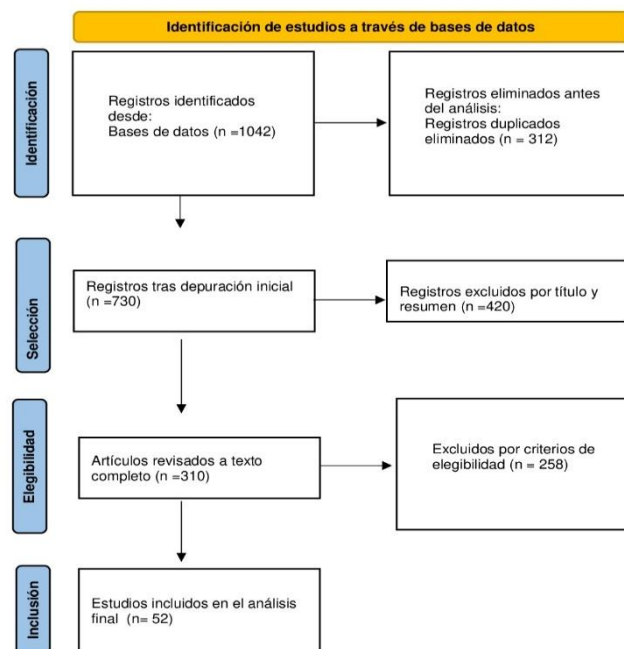 Identificación de estudios a través de bases de datos
Identificación
Registros identificados
desde:
Bases de datos (n =1042)
Registros eliminados antes
del análisis:
Registros duplicados
eliminados (n = 312)
Selección
Registros tras depuración inicial
(n =730)
Registros excluidos por título y
resumen (n =420)
Elegibilidad
Artículos revisados a texto
completo (n =310)
Excluidos por criterios de
elegibilidad (n = 258)
Inclusión
Estudios incluidos en el análisis
final (n= 52)